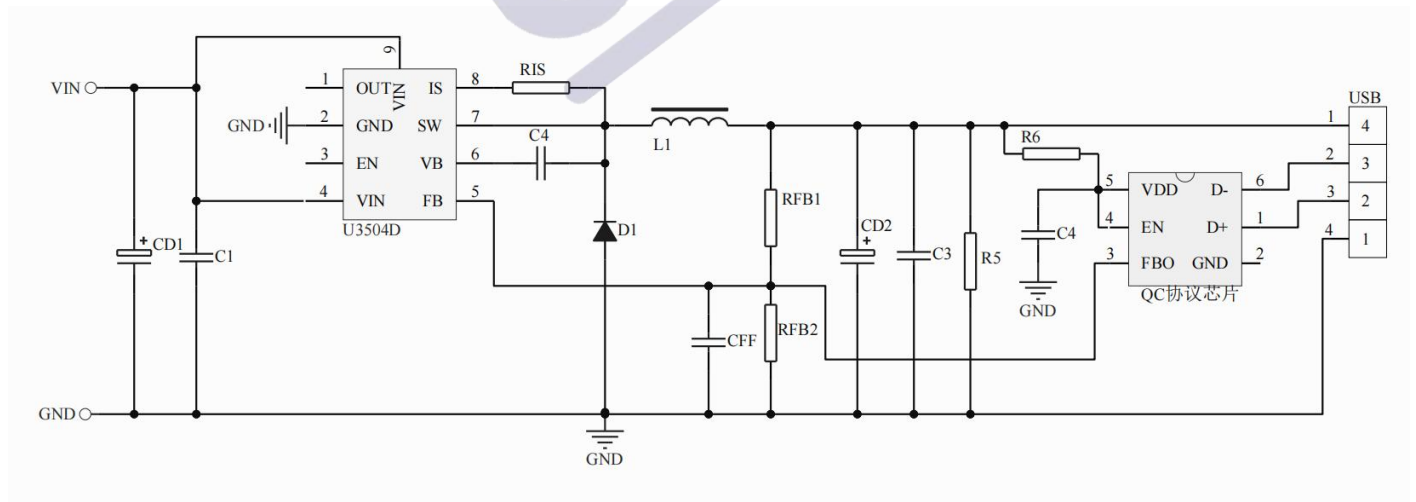 9
VIN
1
OUT
VIN
IS
8
RIS
GND
2
GND
SW
7
L1
3
EN
VB
6
C4
4
VIN
FB
5
U3504D
CD1
+
C1
D1
RFB1
RFB2
CFF
CD2
+
C3
R5
R6
C4
GND
5
VDD
D-
6
4
EN
D+
1
3
FBO
GND
2
QC协议芯片
USB
1
4
2
3
3
2
4
1
GND
GND